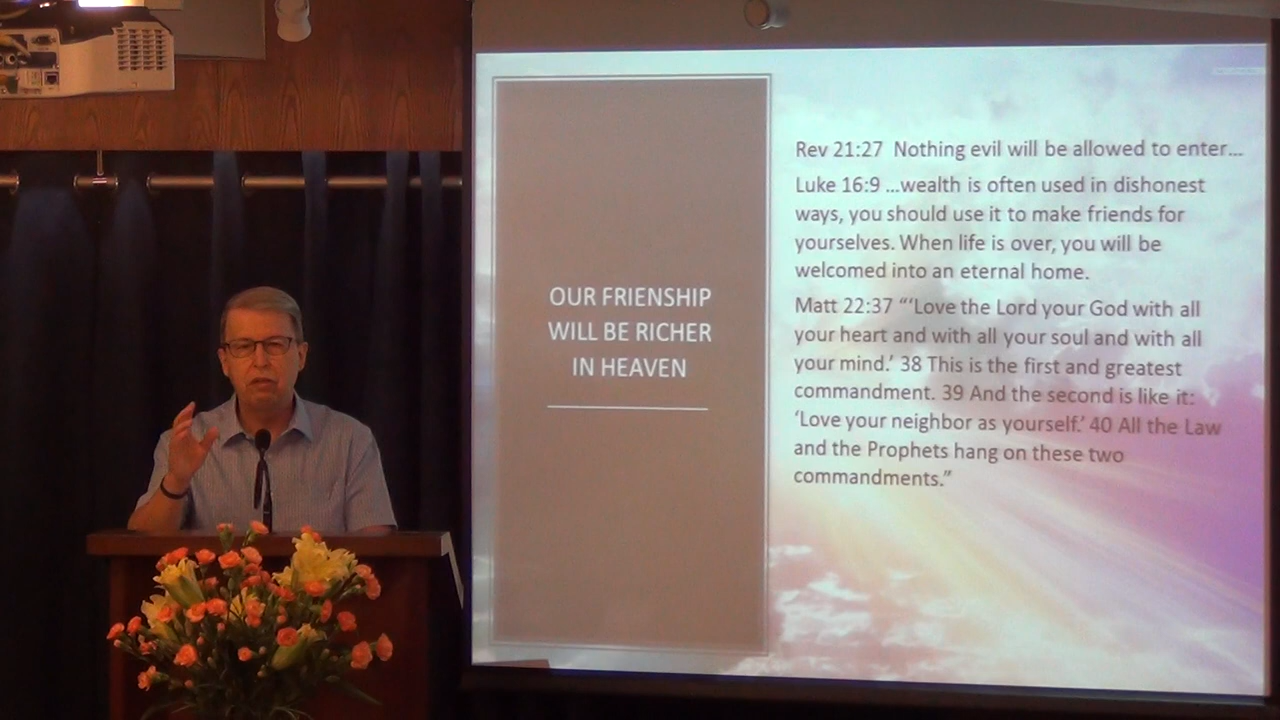 OUR FRIENSHIP
WILL BE RICHER
IN HEAVEN
Rev 21:27 Nothing evil will be allowed to enter...
Luke 16:9 ...wealth is often used in dishonest
ways, you should use it to make friends for
yourselves. When life is over, you will be
welcomed into an eternal home.
Matt 22:37 “‘Love the Lord your God with all
your heart and with all your soul and with all
your mind.’ 38 This is the first and greatest
commandment. 39 And the second is like it:
‘Love your neighbor as yourself.’ 40 All the Law
and the Prophets hang on these two
commandments.”